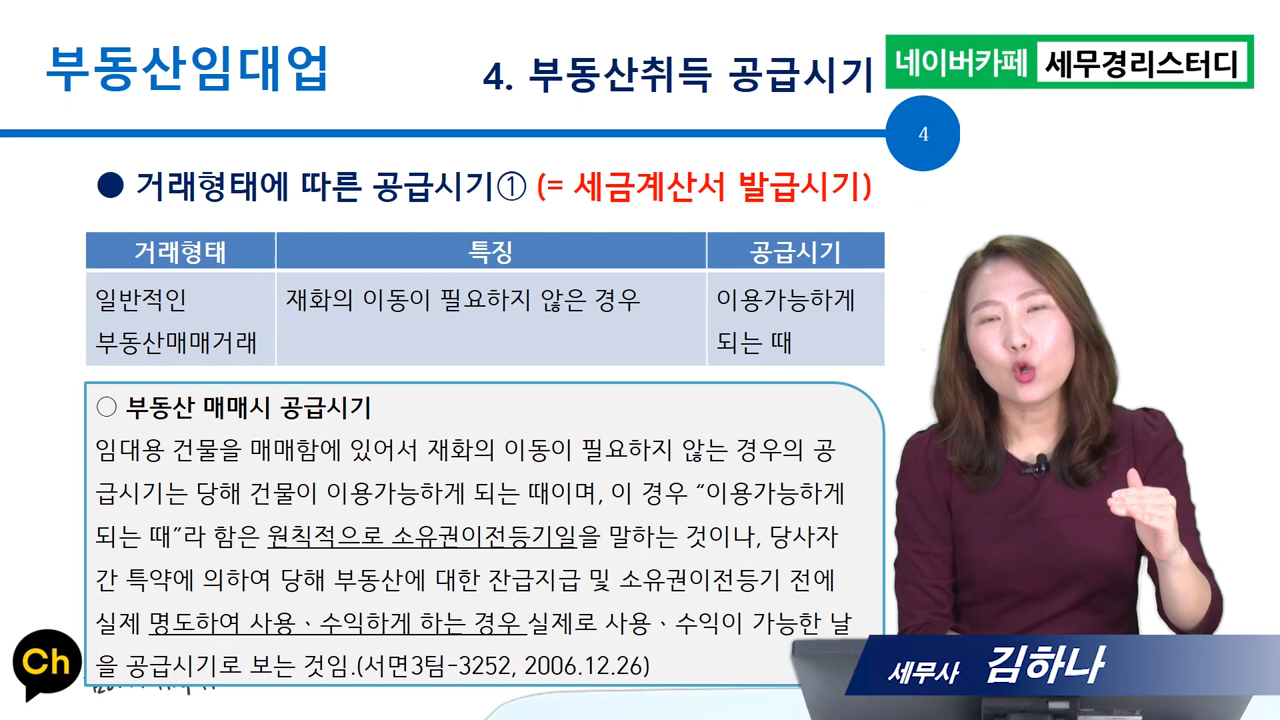 부동산임대업
4. 부동산취득 공급시기
네이버카페 세무경리스터디
4
● 거래형태에 따른 공급시기① (= 세금계산서 발급시기)
거래형태 특징 공급시기
일반적인 재화의 이동이 필요하지 않은 경우 이용가능하게
부동산매매거래 되는 때
○ 부동산 매매시 공급시기
임대용 건물을 매매함에 있어서 재화의 이동이 필요하지 않는 경우의 공
급시기는 당해 건물이 이용가능하게 되는 때이며, 이 경우 “이용가능하게
되는 때”라 함은 원칙적으로 소유권이전등기일을 말하는 것이나, 당사자
간 특약에 의하여 당해 부동산에 대한 잔급지급 및 소유권이전등기 전에
실제 명도하여 사용ㆍ수익하게 하는 경우 실제로 사용ㆍ수익이 가능한 날
을 공급시기로 보는 것임.(서면3팀-3252, 2006.12.26)
Ch
세무사 김하나